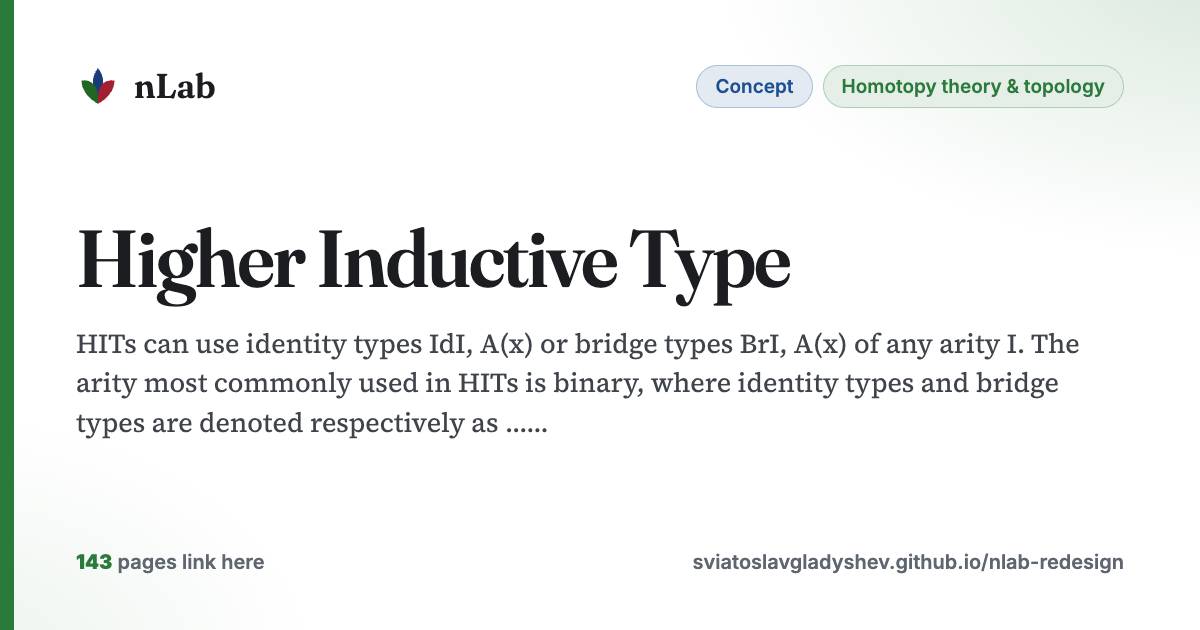 nLab
Concept
Homotopy theory & topology
Higher Inductive Type
HITs can use identity types IdI, A(x) or bridge types BrI, A(x) of any arity I. The
arity most commonly used in HITs is binary, where identity types and bridge
types are denoted respectively as ......
143 pages link here
sviatoslavgladyshev.github.io/nlab-redesign